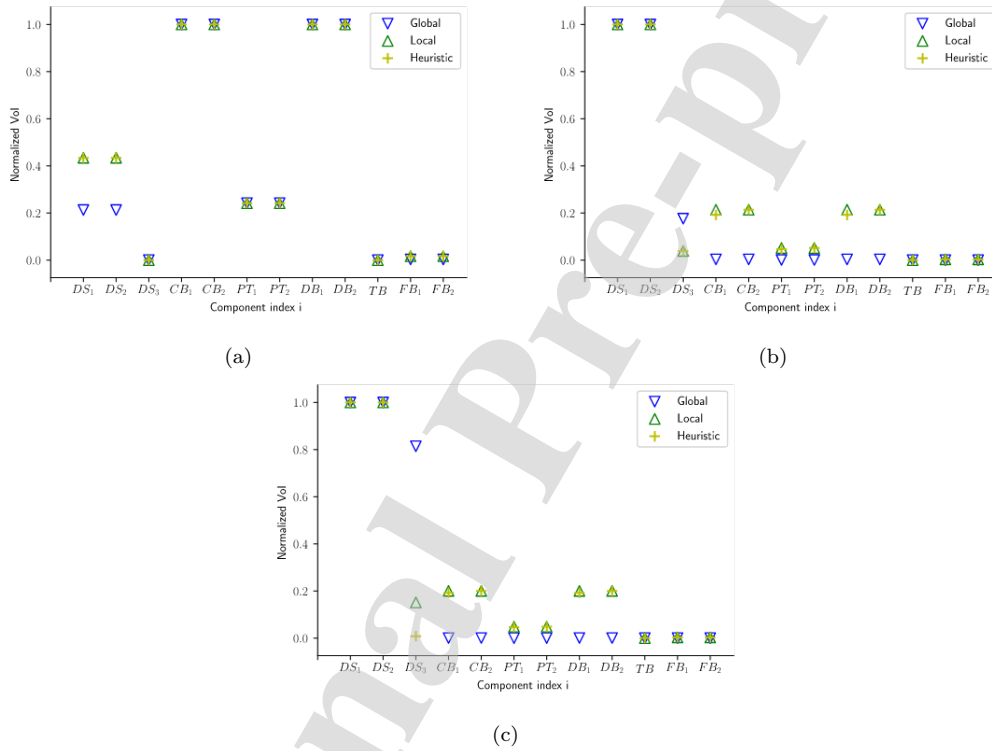 1.0
0.8
0.6
0.4
0.2
0.0
Normalized Vol
Global
Local
Heuristic
DS₁ DS₂ DS₃ CB₁ CB₂ PT₁ PT₂ DB₁ DB₂ TB FB₁ FB₂
Component index i
(a)
1.0
0.8
0.6
0.4
0.2
0.0
Normalized Vol
Global
Local
Heuristic
DS₁ DS₂ DS₃ CB₁ CB₂ PT₁ PT₂ DB₁ DB₂ TB FB₁ FB₂
Component index i
(b)
1.0
0.8
0.6
0.4
0.2
0.0
Normalized Vol
Global
Local
Heuristic
DS₁ DS₂ DS₃ CB₁ CB₂ PT₁ PT₂ DB₁ DB₂ TB FB₁ FB₂
Component index i
(c)
nal Pre-p